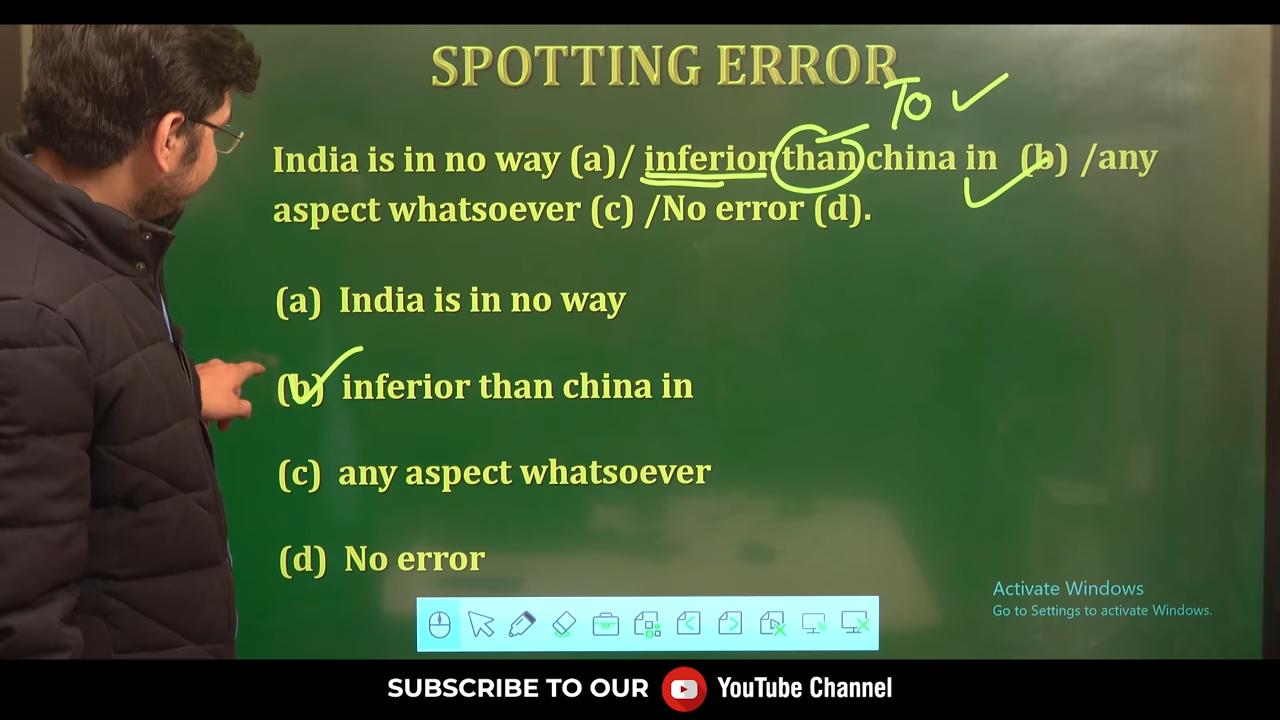 SPOTTING ERROR
To
India is in no way (a)/ inferior than china in (b) /any
aspect whatsoever (c) /No error (d).
(a) India is in no way
(b) inferior than china in
(c) any aspect whatsoever
(d) No error
Activate Windows
Go to Settings to activate Windows.
SUBSCRIBE TO OUR YouTube Channel